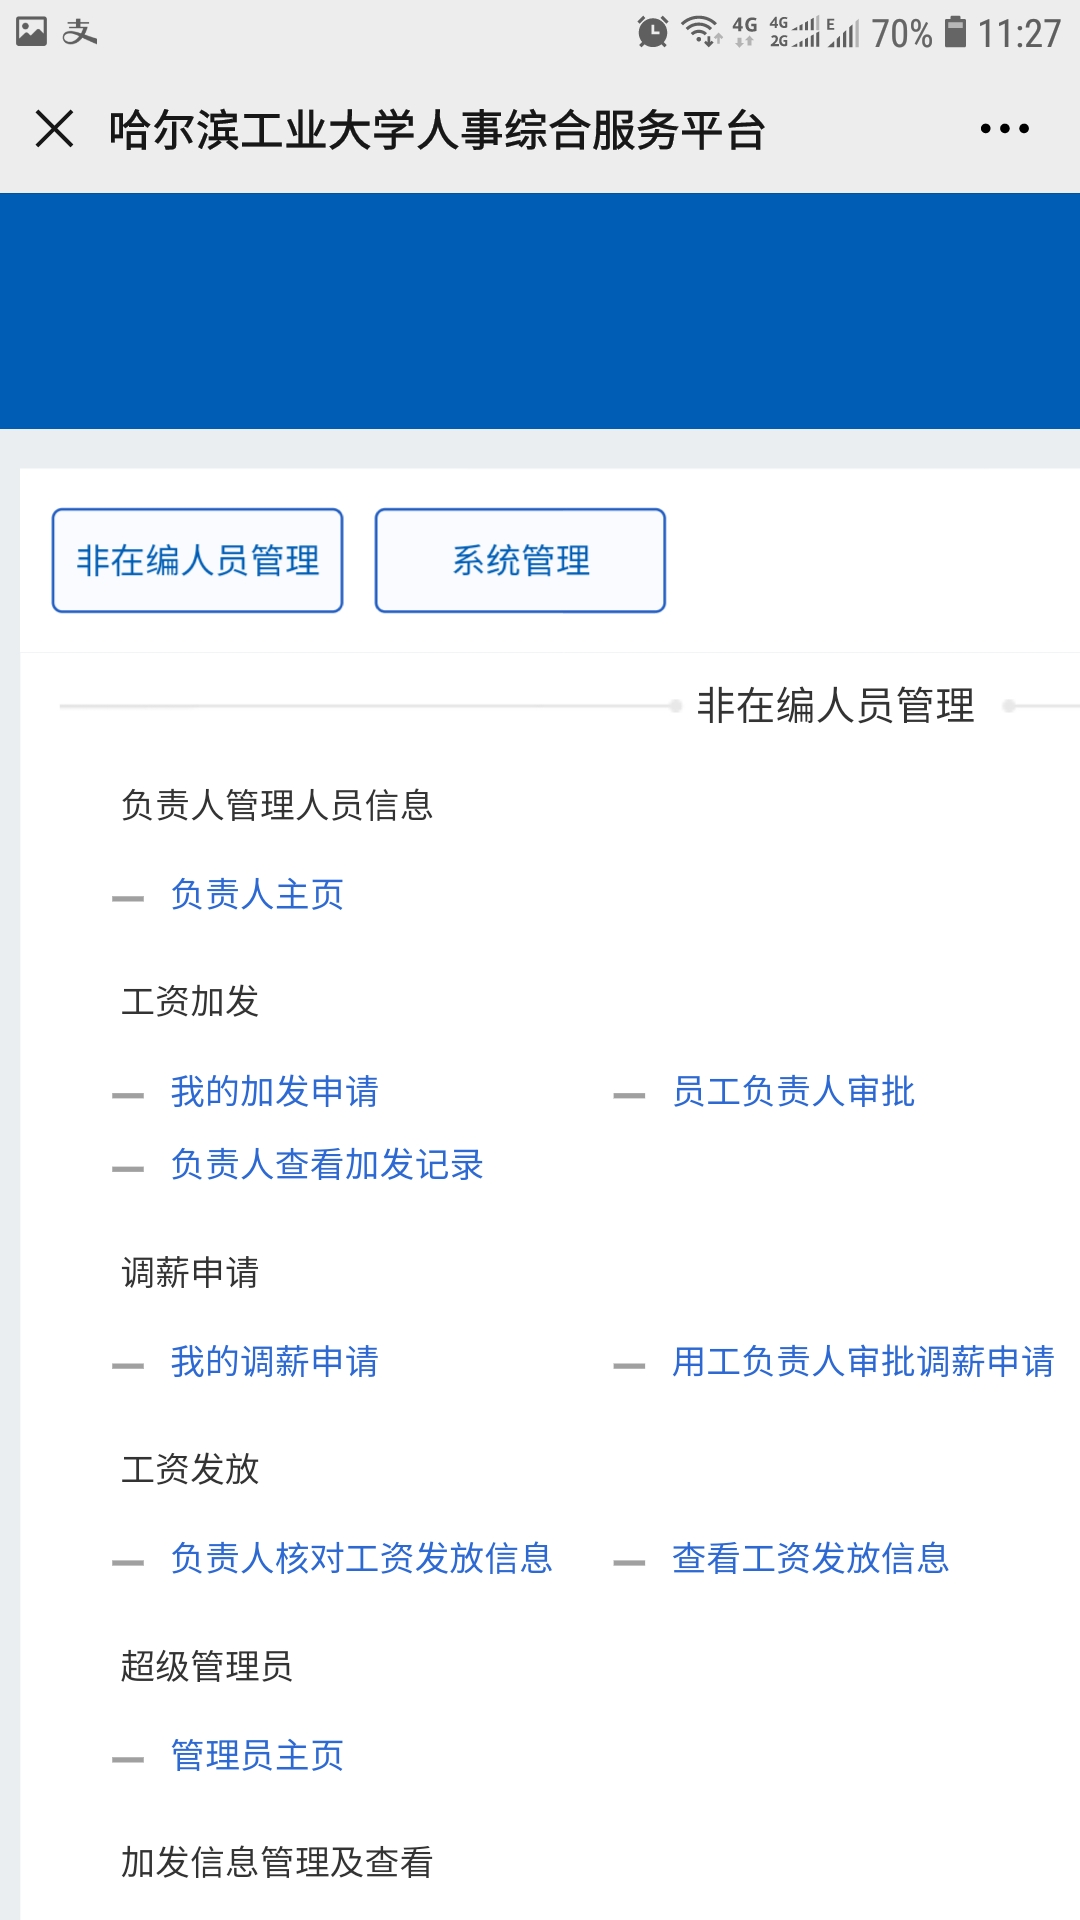 支 4G 4G 2G E 70% 11:27
哈尔滨工业大学人事综合服务平台
非在编人员管理 系统管理
非在编人员管理
负责人管理人员信息
负责人主页
工资加发
我的加发申请 员工负责人审批
负责人查看加发记录
调薪申请
我的调薪申请 用工负责人审批调薪申请
工资发放
负责人核对工资发放信息 查看工资发放信息
超级管理员
管理员主页
加发信息管理及查看